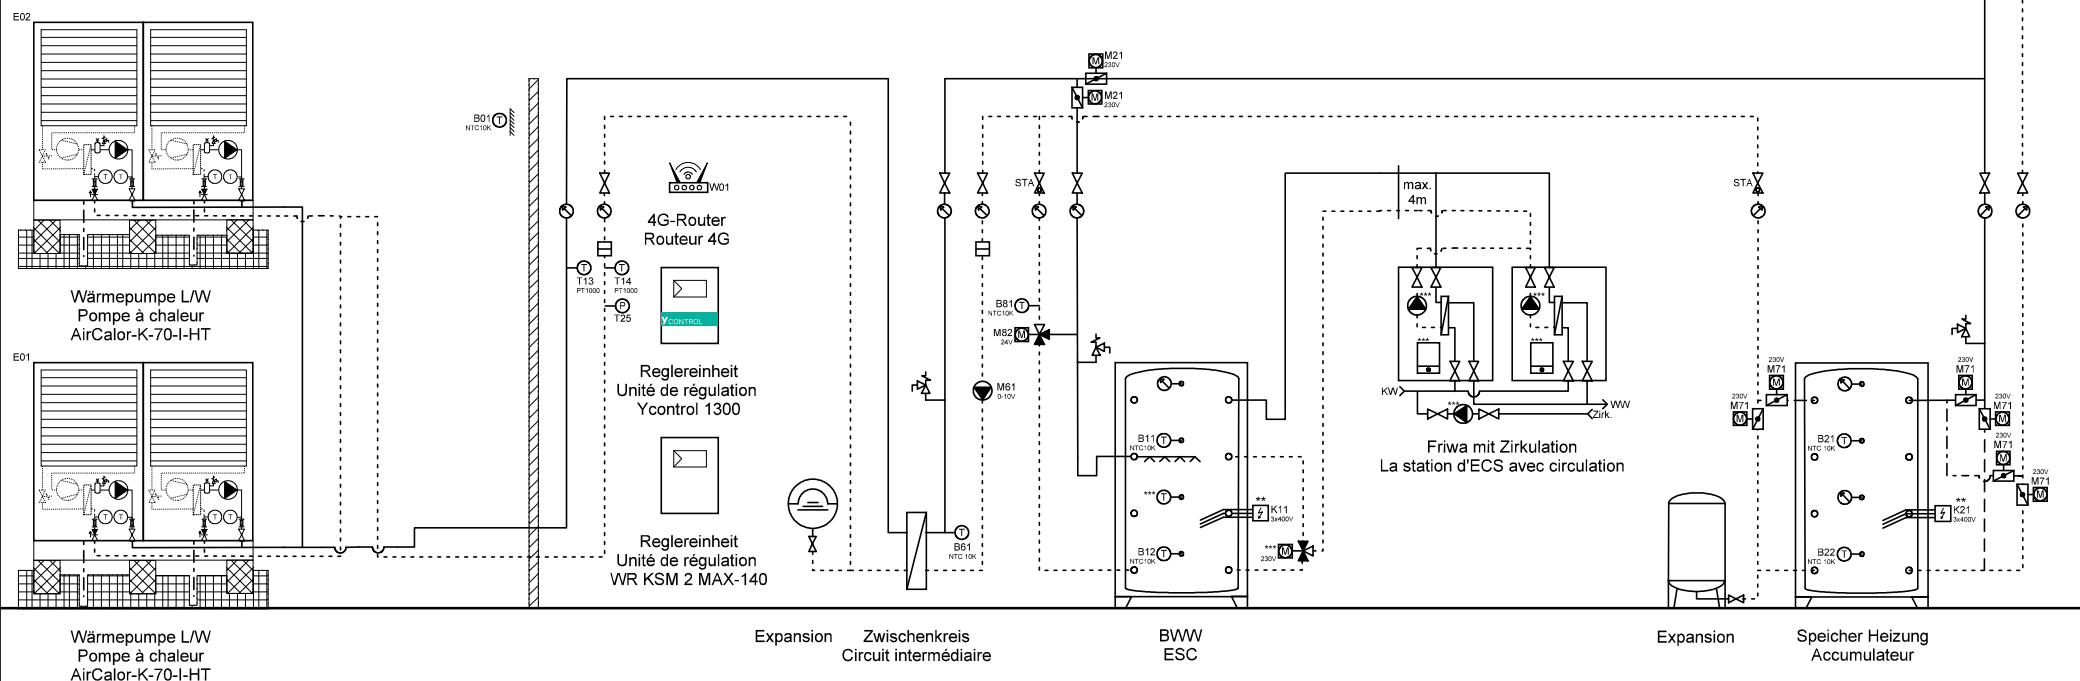 E02
Wärmepumpe L/W
Pompe à chaleur
AirCalor-K-70-I-HT
E01
Wärmepumpe L/W
Pompe à chaleur
AirCalor-K-70-I-HT
T
T
T
T
T
T
T
T
B01
NTC10K
T
W01
4G-Router
Routeur 4G
T
T13
PT1000
T
T14
PT1000
P
T25
YCONTROL
Reglereinheit
Unité de régulation
Ycontrol 1300
Reglereinheit
Unité de régulation
WR KSM 2 MAX-140
Expansion
Zwischenkreis
Circuit intermédiaire
T
B61
NTC 10K
M61
0-10V
M
M21
230V
M
M21
230V
STA
B81
NTC10K
T
M82
24V
M
B11
NTC10K
T
***
T
B12
NTC10K
T
**
K11
3x400V
***
230V
M
BWW
ESC
max.
4m
***
***
***
***
KW
***
WW
Zirk.
Friwa mit Zirkulation
La station d'ECS avec circulation
STA
230V
M71
M
230V
M71
M
Expansion
B21
NTC 10K
T
B22
NTC 10K
T
**
K21
3x400V
230V
M71
M
230V
M71
M
230V
M71
M
230V
M71
M
Speicher Heizung
Accumulateur